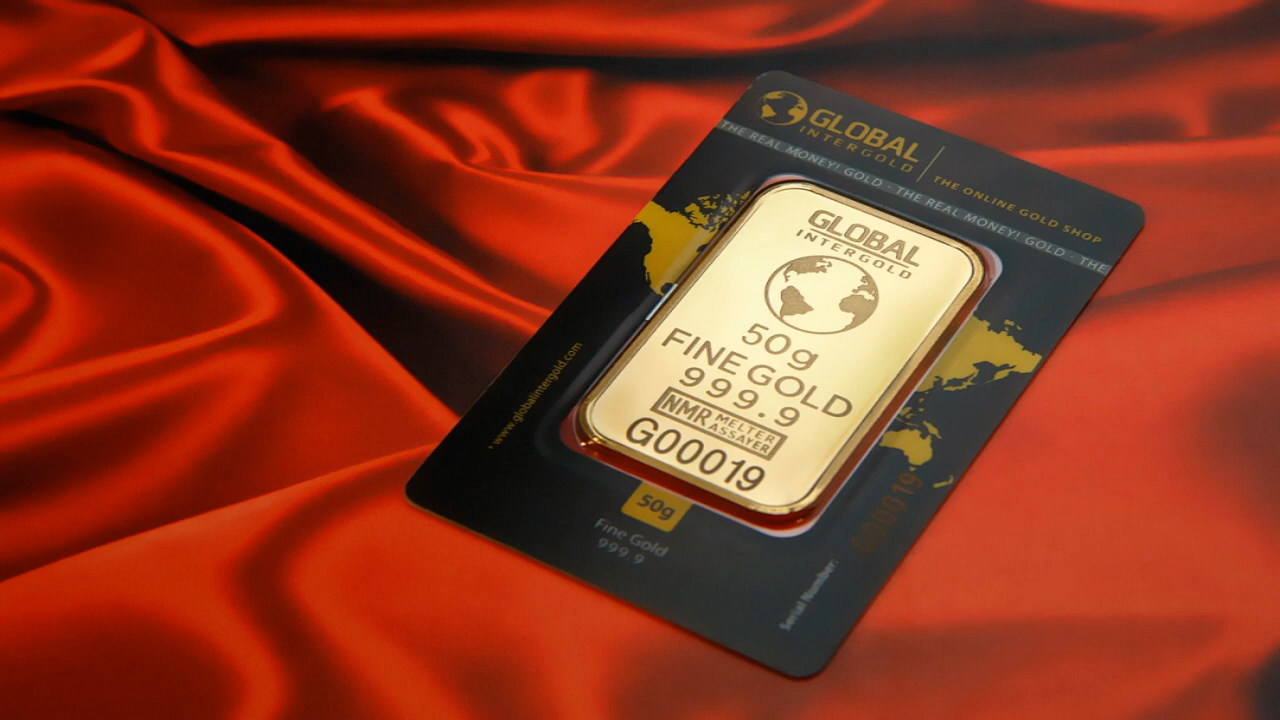 GLOBAL
INTERGOLD
THE ONLINE GOLD SHOP
THE REAL MONEY! GOLD · THE REAL MONEY! GOLD · THE
GLOBAL
INTERGOLD
50g
FINE GOLD
999.9
NMR MELTER
ASSAYER
G00019
www.globalintergold.com
50g
Fine Gold
999.9
Serial Number:
G00019